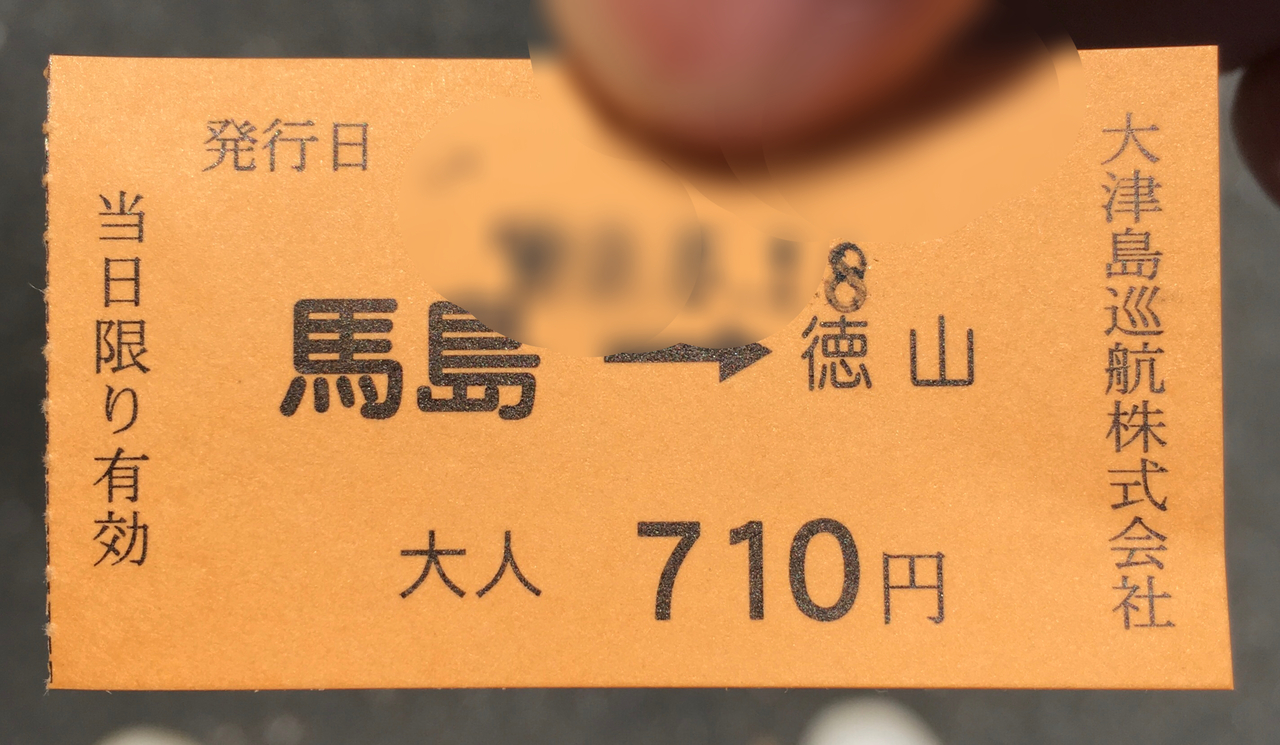 発行日
当日限り有効
8
馬島→徳山
大人 710円
大津島巡航株式会社